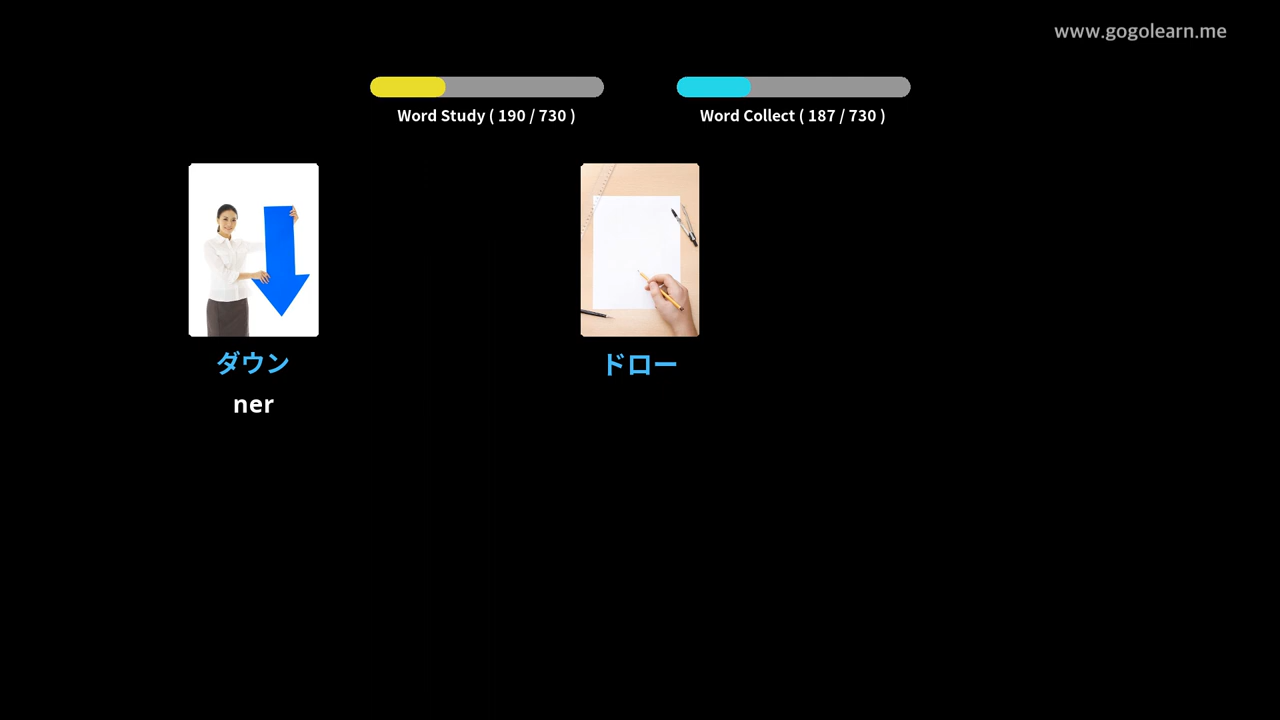 www.gogolearn.me
Word Study ( 190 / 730 )
Word Collect ( 187 / 730 )
ダウン
ner
ドロー